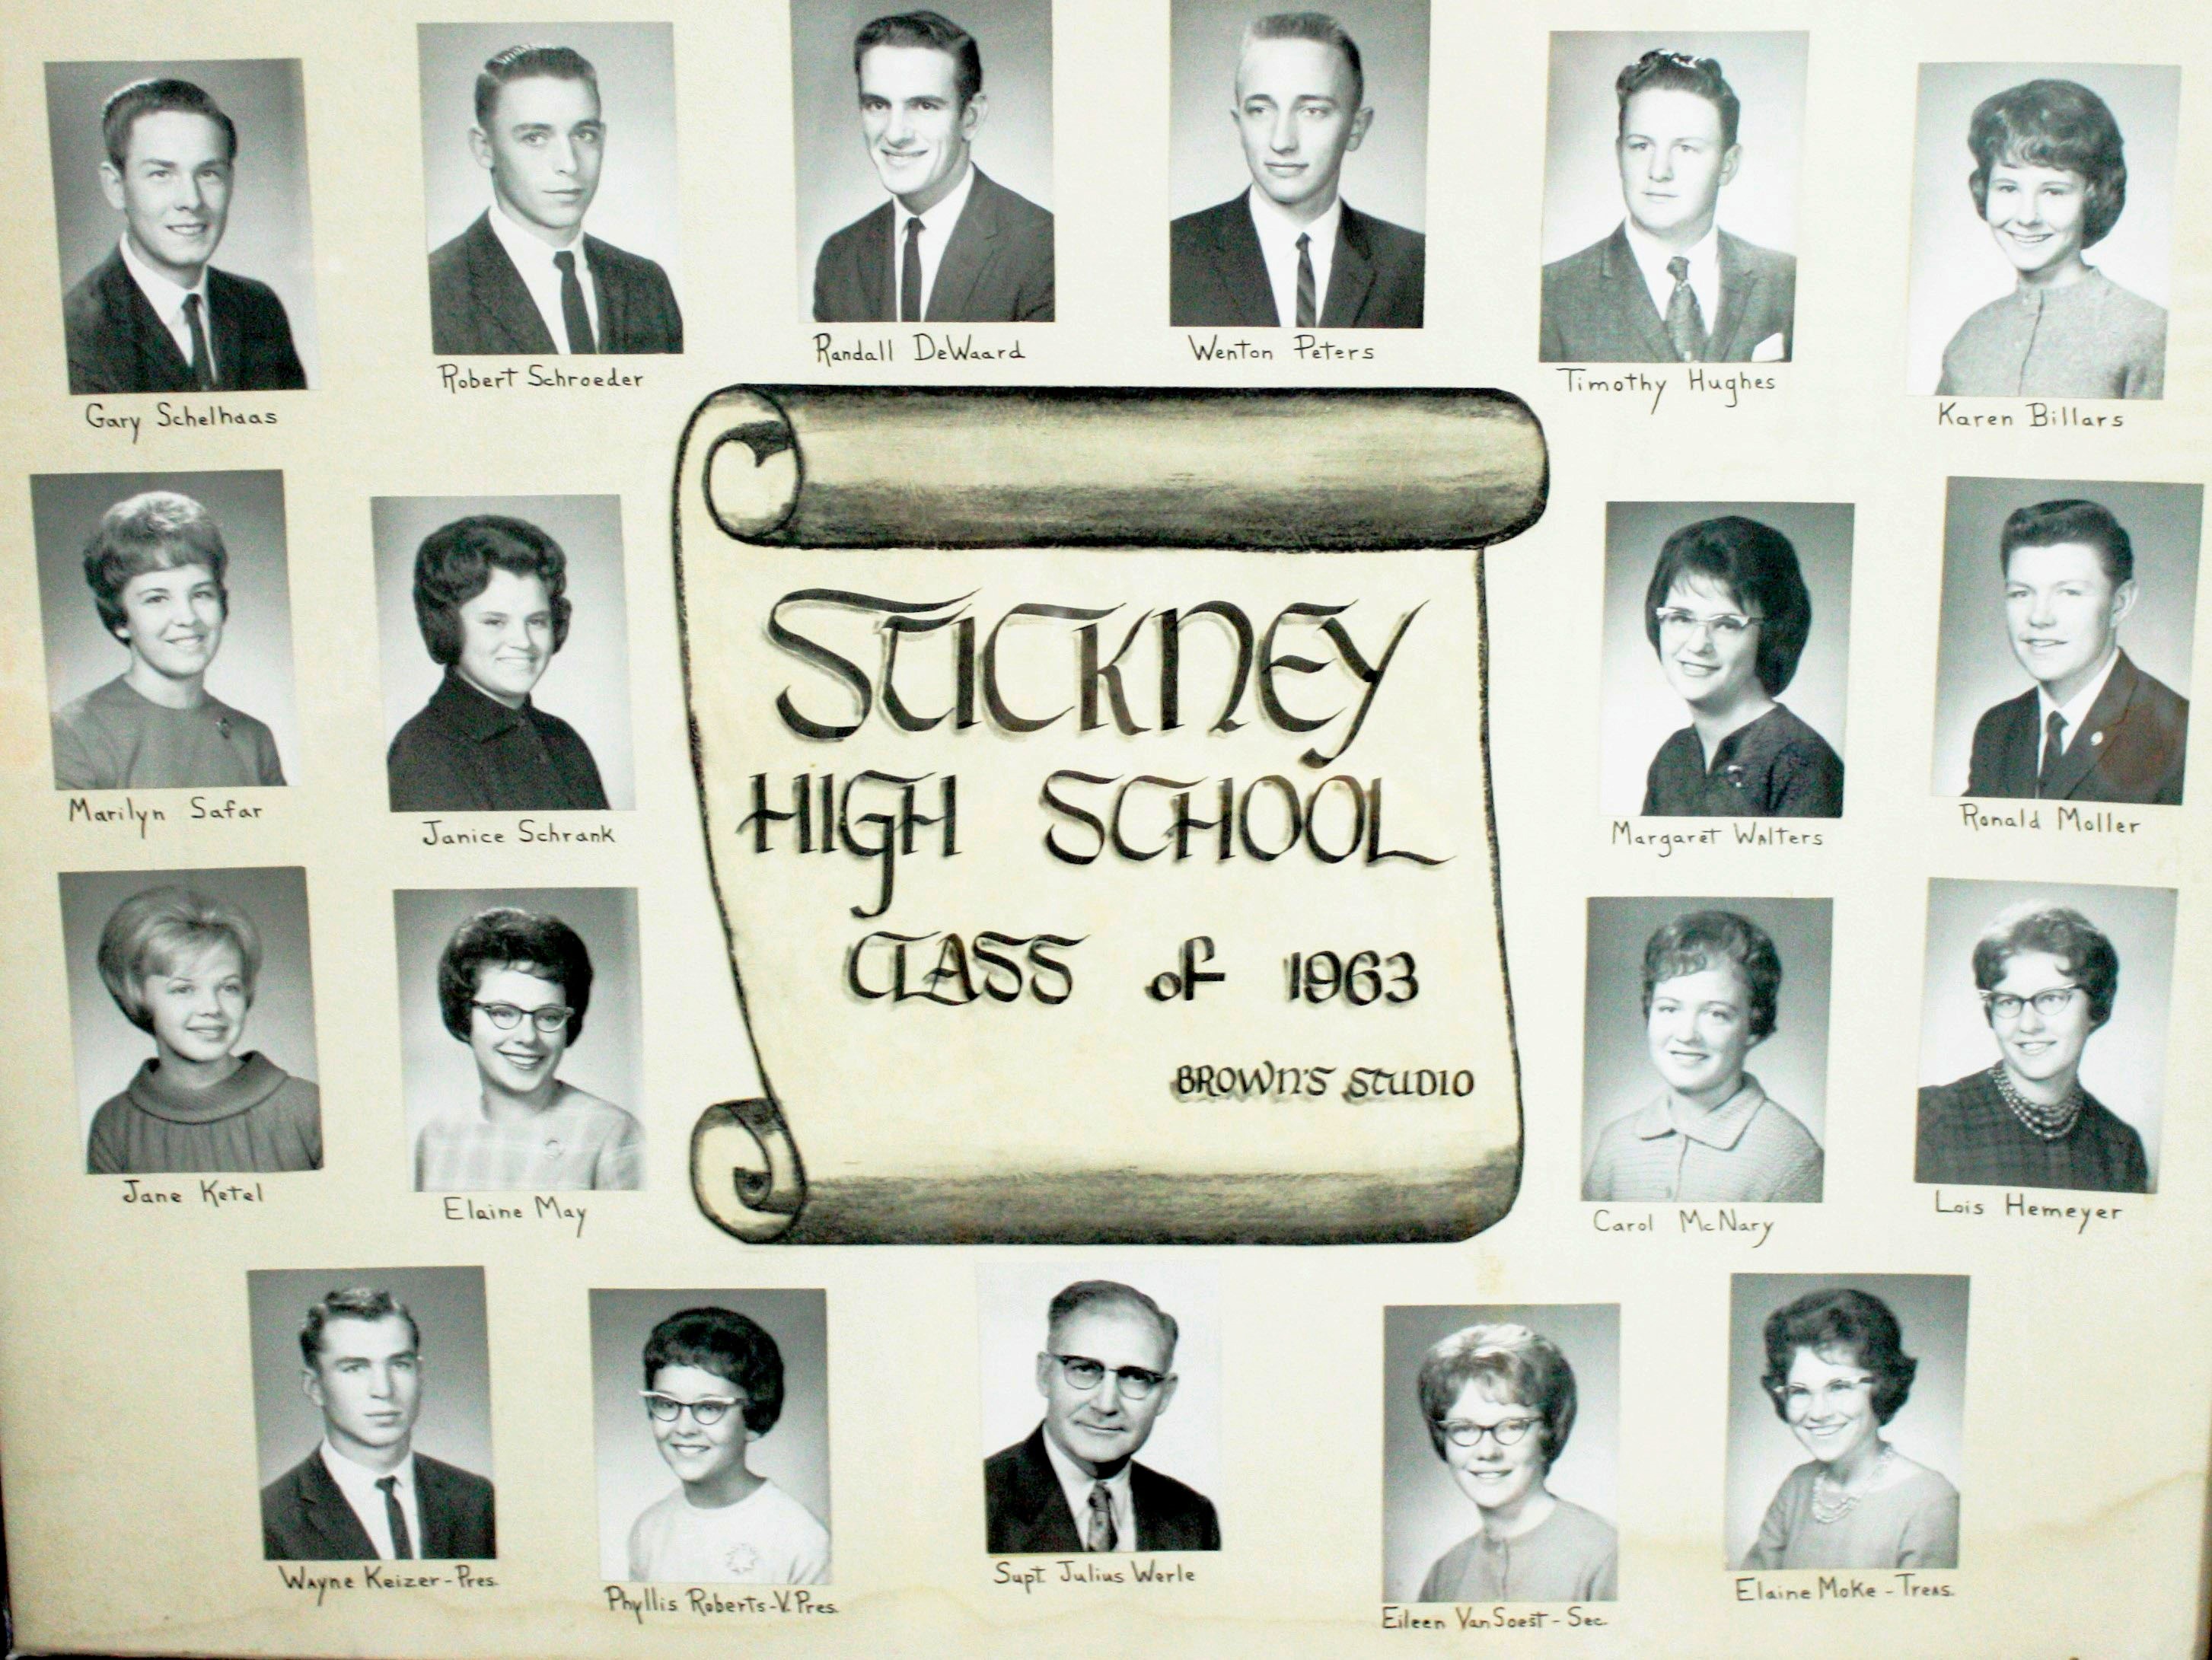 Gary Schelhaas
Robert Schroeder
Randall DeWaard
Wenton Peters
Timothy Hughes
Karen Billars
STICKNEY
HIGH SCHOOL
CLASS of 1963
BROWN'S STUDIO
Marilyn Safar
Janice Schrank
Margaret Walters
Ronald Moller
Jane Ketel
Elaine May
Carol McNary
Lois Hemeyer
Wayne Keizer - Pres.
Phyllis Roberts - V. Pres.
Supt. Julius Werle
Eileen VanSoest - Sec.
Elaine Moke - Treas.